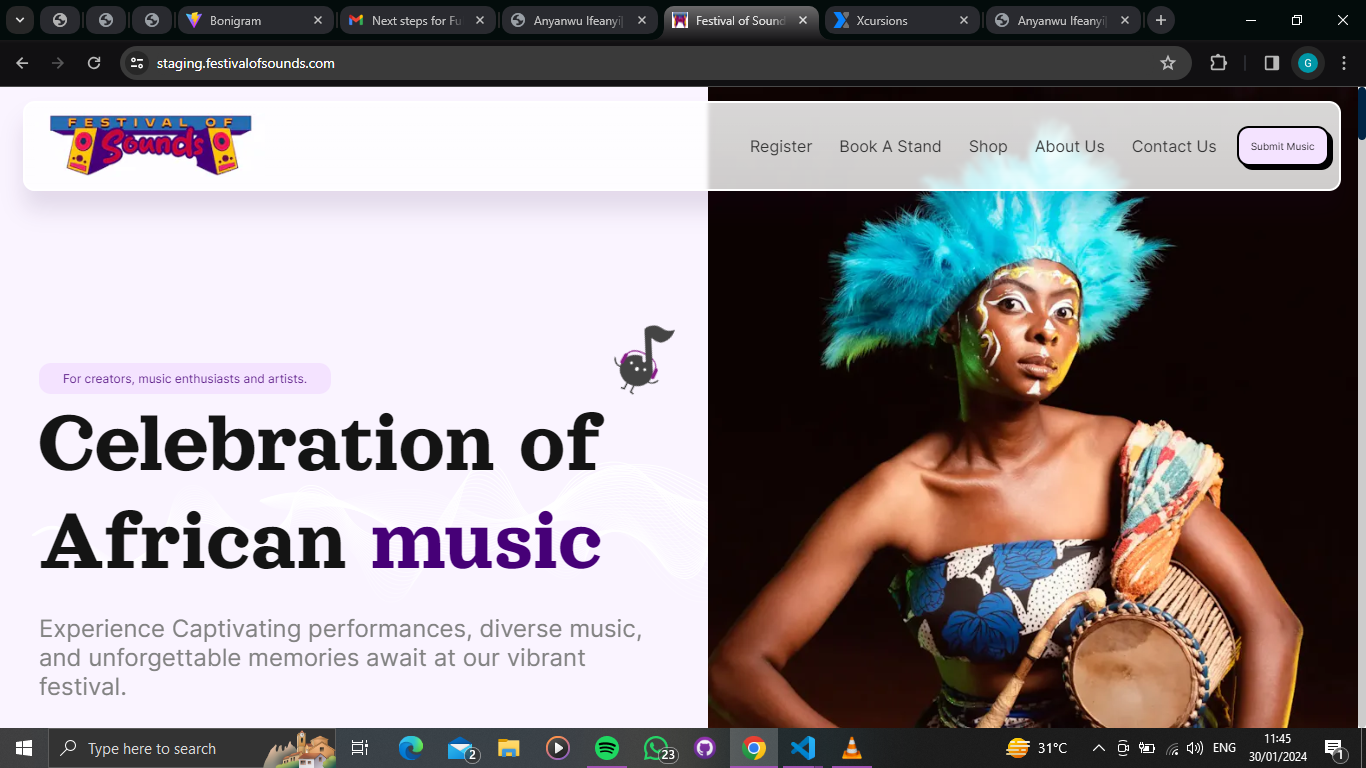 Bonigram
Next steps for Fu
Anyanwu Ifeanyi
Festival of Sound
Xcursions
Anyanwu Ifeanyi
staging.festivalofsounds.com
G
FESTIVAL OF
Sounds
Register
Book A Stand
Shop
About Us
Contact Us
Submit Music
For creators, music enthusiasts and artists.
Celebration of
African music
Experience Captivating performances, diverse music,
and unforgettable memories await at our vibrant
festival.
Type here to search
2
23
31°C
ENG
11:45
30/01/2024
1